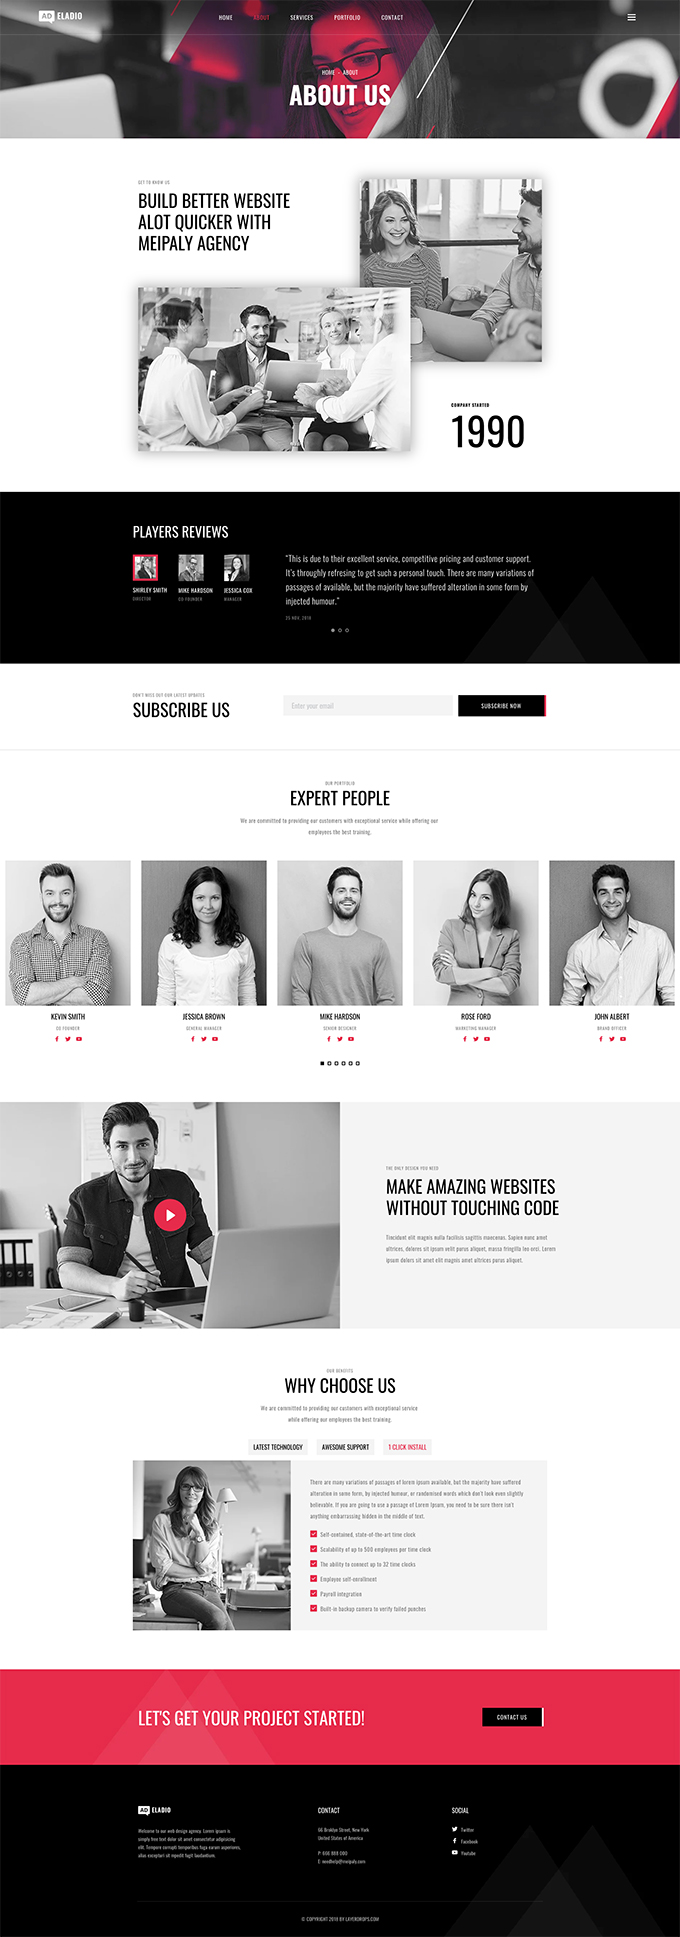 AD ELADIO
HOME ABOUT SERVICES PORTFOLIO CONTACT
HOME - ABOUT
ABOUT US
GET TO KNOW US
BUILD BETTER WEBSITE
ALOT QUICKER WITH
MEIPALY AGENCY
COMPANY STARTED
1990
PLAYERS REVIEWS
SHIRLEY SMITH
DIRECTOR
MIKE HARDSON
CO FOUNDER
JESSICA COX
MANAGER
"This is due to their excellent service, competitive pricing and customer support.
It's throughly refresing to get such a personal touch. There are many variations of
passages of available, but the majority have suffered alteration in some form by
injected humour."
25 NOV, 2018
DON'T MISS OUT OUR LATEST UPDATES
SUBSCRIBE US
Enter your email
SUBSCRIBE NOW
OUR PORTFOLIO
EXPERT PEOPLE
We are committed to providing our customers with exceptional service while offering our
employees the best training.
KEVIN SMITH
CO FOUNDER
JESSICA BROWN
GENERAL MANAGER
MIKE HARDSON
SENIOR DESIGNER
ROSE FORD
MARKETING MANAGER
JOHN ALBERT
BRAND OFFICER
THE ONLY DESIGN YOU NEED
MAKE AMAZING WEBSITES
WITHOUT TOUCHING CODE
Tincidunt elit magnis nulla facilisis sagittis maecenas. Sapien nunc amet
ultrices, dolores sit ipsum velit purus aliquet, massa fringilla leo orci. Lorem
ipsum dolors sit amet elit magnis amet ultrices purus aliquet.
OUR BENEFITS
WHY CHOOSE US
We are committed to providing our customers with exceptional service
while offering our employees the best training.
LATEST TECHNOLOGY AWESOME SUPPORT 1 CLICK INSTALL
There are many variations of passages of lorem ipsum available, but the majority have suffered
alteration in some form, by injected humour, or randomised words which don't look even slightly
believable. If you are going to use a passage of Lorem Ipsum, you need to be sure there isn't
anything embarrassing hidden in the middle of text.
Self-contained, state-of-the-art time clock
Scalability of up to 500 employees per time clock
The ability to connect up to 32 time clocks
Employee self-enrollment
Payroll integration
Built-in backup camera to verify failed punches
LET'S GET YOUR PROJECT STARTED!
CONTACT US
AD ELADIO
Welcome to our web design agency. Lorem ipsum is
simply free text dolor sit amet consectetur adipisicing
elit. Tempore corrupti temporibus fuga earum asperiores,
alias excepturi sit impedit fugit laudantium.
CONTACT
66 Broklyn Street, New York
United States of America
P: 666 888 000
E: needhelp@meipaly.com
SOCIAL
Twitter
Facebook
Youtube
© COPYRIGHT 2018 BY LAYERDROPS.COM